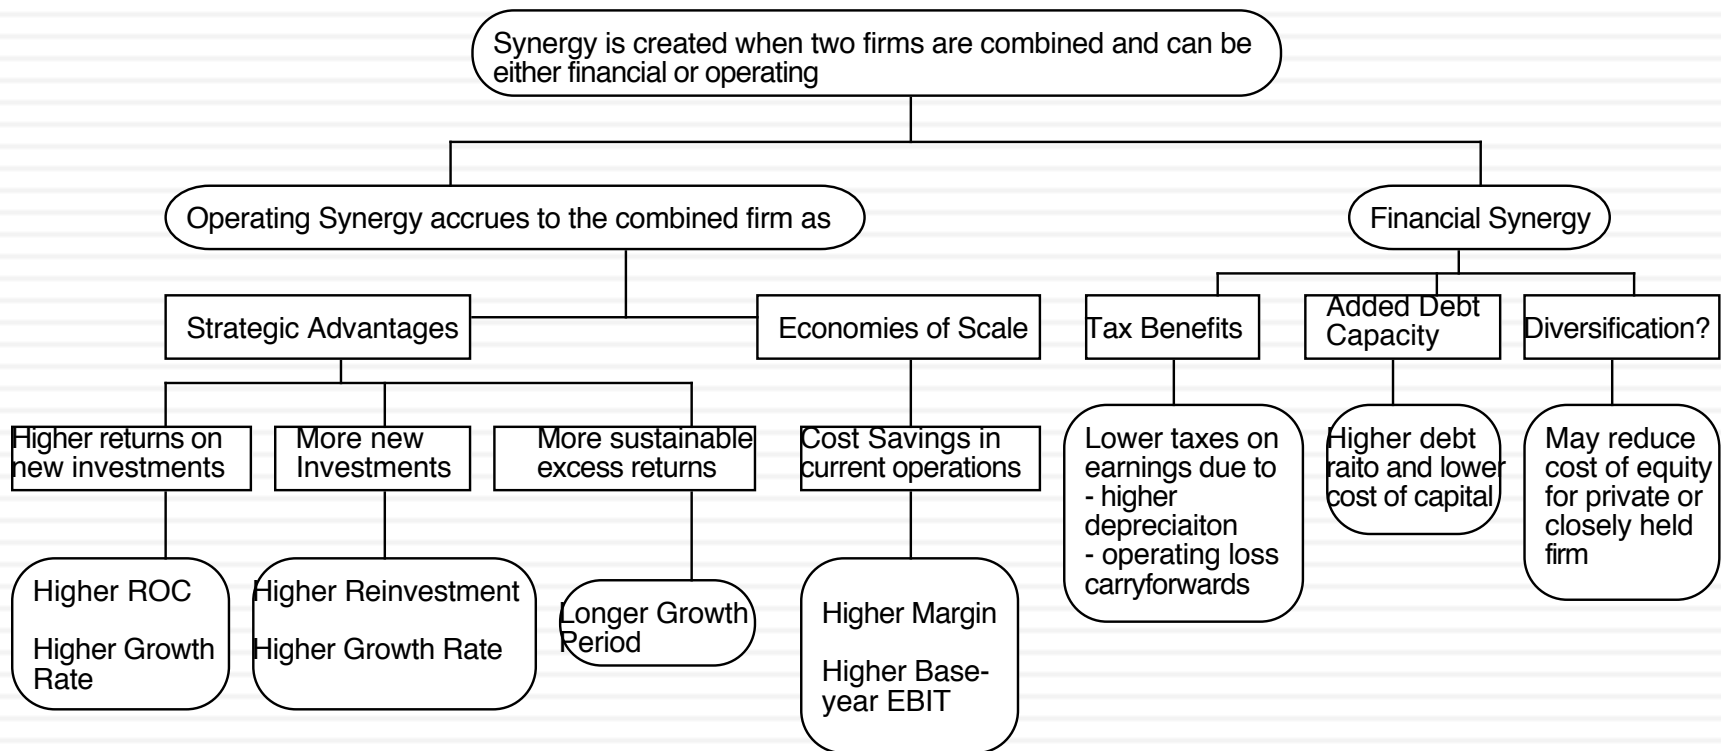 Synergy is created when two firms are combined and can be
either financial or operating
Operating Synergy accrues to the combined firm as
Financial Synergy
Strategic Advantages
Economies of Scale
Tax Benefits
Added Debt
Capacity
Diversification?
Higher returns on
new investments
More new
Investments
More sustainable
excess returns
Cost Savings in
current operations
Lower taxes on
earnings due to
- higher
depreciaiton
- operating loss
carryforwards
Higher debt
raito and lower
cost of capital
May reduce
cost of equity
for private or
closely held
firm
Higher ROC
Higher Growth
Rate
Higher Reinvestment
Higher Growth Rate
Longer Growth
Period
Higher Margin
Higher Base-
year EBIT